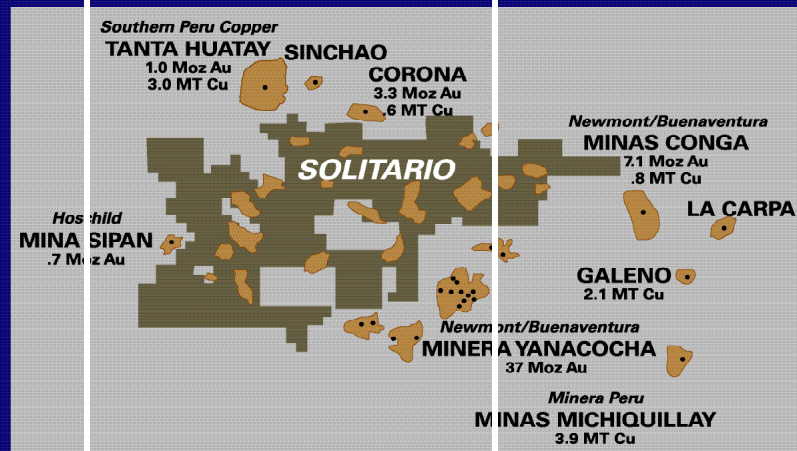 Southern Peru Copper
TANTA HUATAY
1.0 Moz Au
3.0 MT Cu
SINCHAO
CORONA
3.3 Moz Au
.6 MT Cu
Newmont/Buenaventura
MINAS CONGA
7.1 Moz Au
.8 MT Cu
SOLITARIO
LA CARPA
Hoschild
MINA SIPAN
.7 Moz Au
GALENO
2.1 MT Cu
Newmont/Buenaventura
MINERA YANACOCHA
37 Moz Au
Minera Peru
MINAS MICHIQUILLAY
3.9 MT Cu